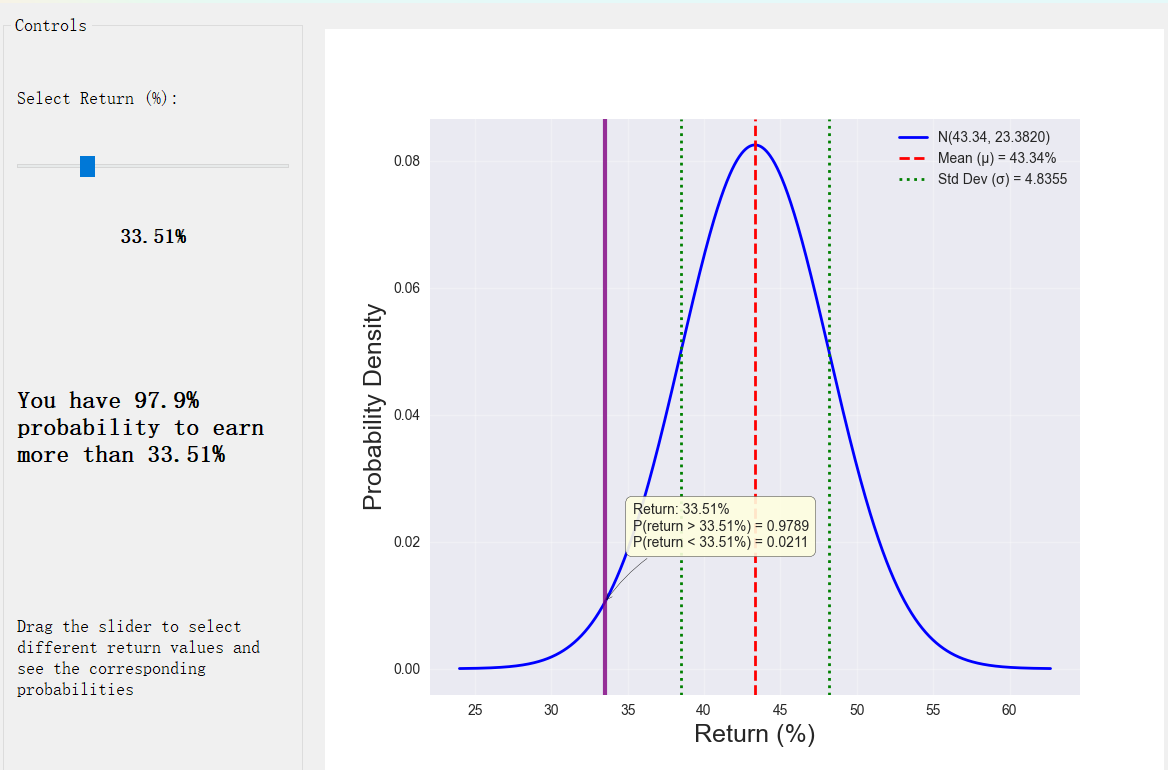 Controls
Select Return (%):
33.51%
You have 97.9%
probability to earn
more than 33.51%
Drag the slider to select
different return values and
see the corresponding
probabilities
N(43.34, 23.3820)
Mean (μ) = 43.34%
Std Dev (σ) = 4.8355
Probability Density
0.08
0.06
0.04
0.02
0.00
Return: 33.51%
P(return > 33.51%) = 0.9789
P(return < 33.51%) = 0.0211
25 30 35 40 45 50 55 60
Return (%)